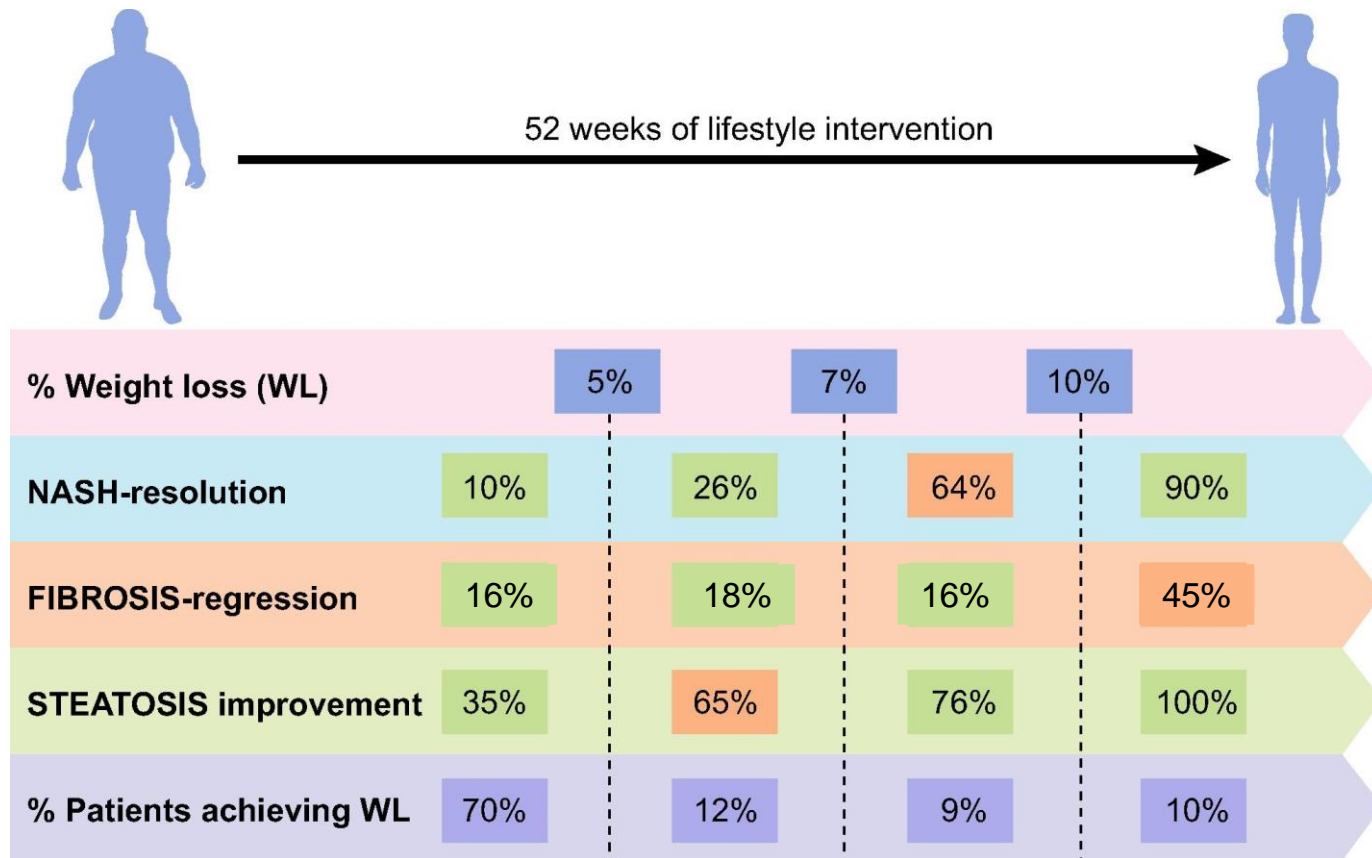 52 weeks of lifestyle intervention
% Weight loss (WL) 5% 7% 10%
NASH-resolution 10% 26% 64% 90%
FIBROSIS-regression 16% 18% 16% 45%
STEATOSIS improvement 35% 65% 76% 100%
% Patients achieving WL 70% 12% 9% 10%